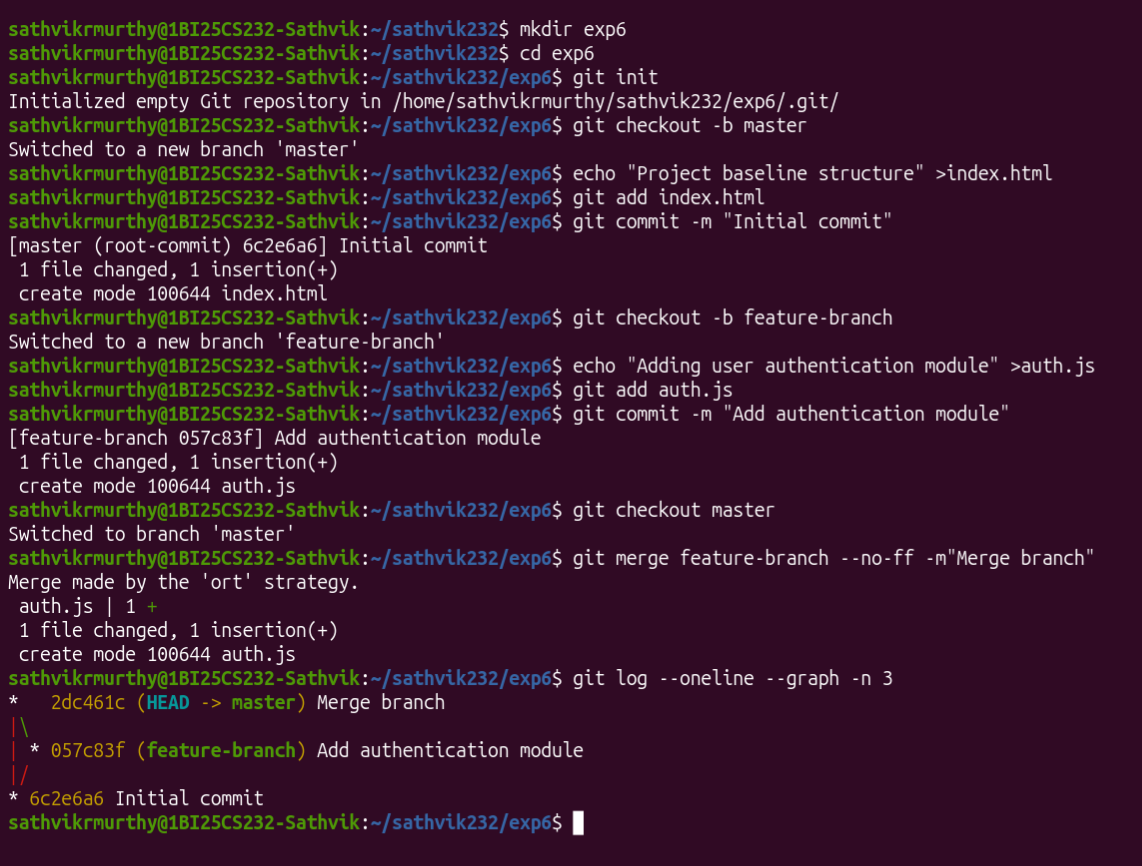 sathvikrmurthy@1BI25CS232-Sathvik:~/sathvik232$ mkdir exp6
sathvikrmurthy@1BI25CS232-Sathvik:~/sathvik232$ cd exp6
sathvikrmurthy@1BI25CS232-Sathvik:~/sathvik232/exp6$ git init
Initialized empty Git repository in /home/sathvikrmurthy/sathvik232/exp6/.git/
sathvikrmurthy@1BI25CS232-Sathvik:~/sathvik232/exp6$ git checkout -b master
Switched to a new branch 'master'
sathvikrmurthy@1BI25CS232-Sathvik:~/sathvik232/exp6$ echo "Project baseline structure" >index.html
sathvikrmurthy@1BI25CS232-Sathvik:~/sathvik232/exp6$ git add index.html
sathvikrmurthy@1BI25CS232-Sathvik:~/sathvik232/exp6$ git commit -m "Initial commit"
[master (root-commit) 6c2e6a6] Initial commit
 1 file changed, 1 insertion(+)
 create mode 100644 index.html
sathvikrmurthy@1BI25CS232-Sathvik:~/sathvik232/exp6$ git checkout -b feature-branch
Switched to a new branch 'feature-branch'
sathvikrmurthy@1BI25CS232-Sathvik:~/sathvik232/exp6$ echo "Adding user authentication module" >auth.js
sathvikrmurthy@1BI25CS232-Sathvik:~/sathvik232/exp6$ git add auth.js
sathvikrmurthy@1BI25CS232-Sathvik:~/sathvik232/exp6$ git commit -m "Add authentication module"
[feature-branch 057c83f] Add authentication module
 1 file changed, 1 insertion(+)
 create mode 100644 auth.js
sathvikrmurthy@1BI25CS232-Sathvik:~/sathvik232/exp6$ git checkout master
Switched to branch 'master'
sathvikrmurthy@1BI25CS232-Sathvik:~/sathvik232/exp6$ git merge feature-branch --no-ff -m"Merge branch"
Merge made by the 'ort' strategy.
 auth.js | 1 +
 1 file changed, 1 insertion(+)
 create mode 100644 auth.js
sathvikrmurthy@1BI25CS232-Sathvik:~/sathvik232/exp6$ git log --oneline --graph -n 3
*   2dc461c (HEAD -> master) Merge branch
|\
| * 057c83f (feature-branch) Add authentication module
|/
* 6c2e6a6 Initial commit
sathvikrmurthy@1BI25CS232-Sathvik:~/sathvik232/exp6$